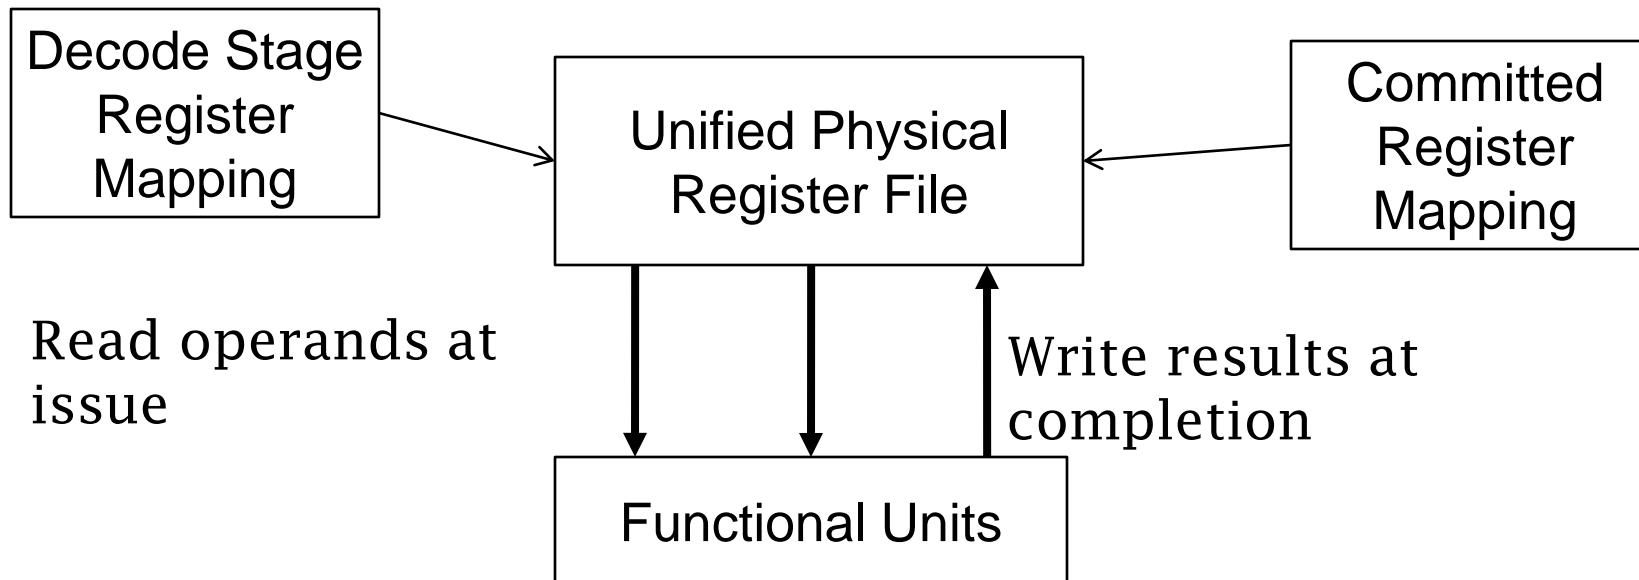 Decode Stage
Register
Mapping
Unified Physical
Register File
Committed
Register
Mapping
Read operands at
issue
Write results at
completion
Functional Units